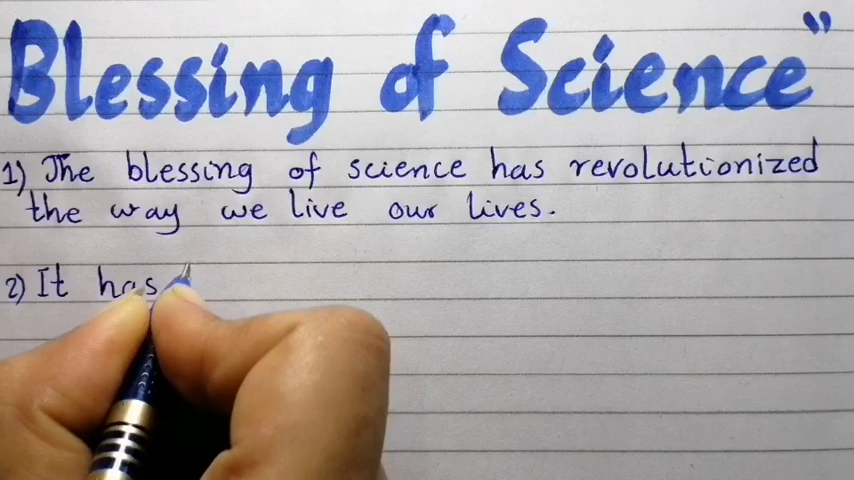 Blessing of Science"
1) The blessing of science has revolutionized
the way we live our lives.
2) It has